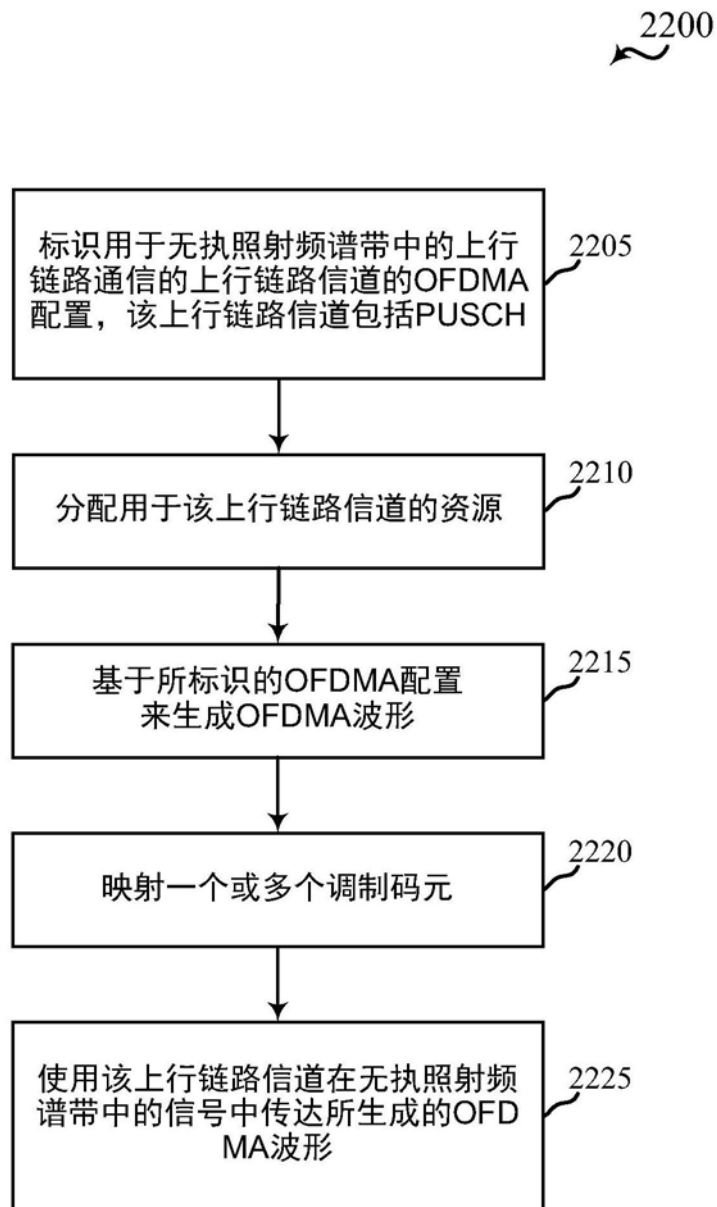 2200
标识用于无执照射频谱带中的上行
链路通信的上行链路信道的OFDMA
配置，该上行链路信道包括PUSCH
2205
分配用于该上行链路信道的资源
2210
基于所标识的OFDMA配置
来生成OFDMA波形
2215
映射一个或多个调制码元
2220
使用该上行链路信道在无执照射频
谱带中的信号中传达所生成的OFD
MA波形
2225